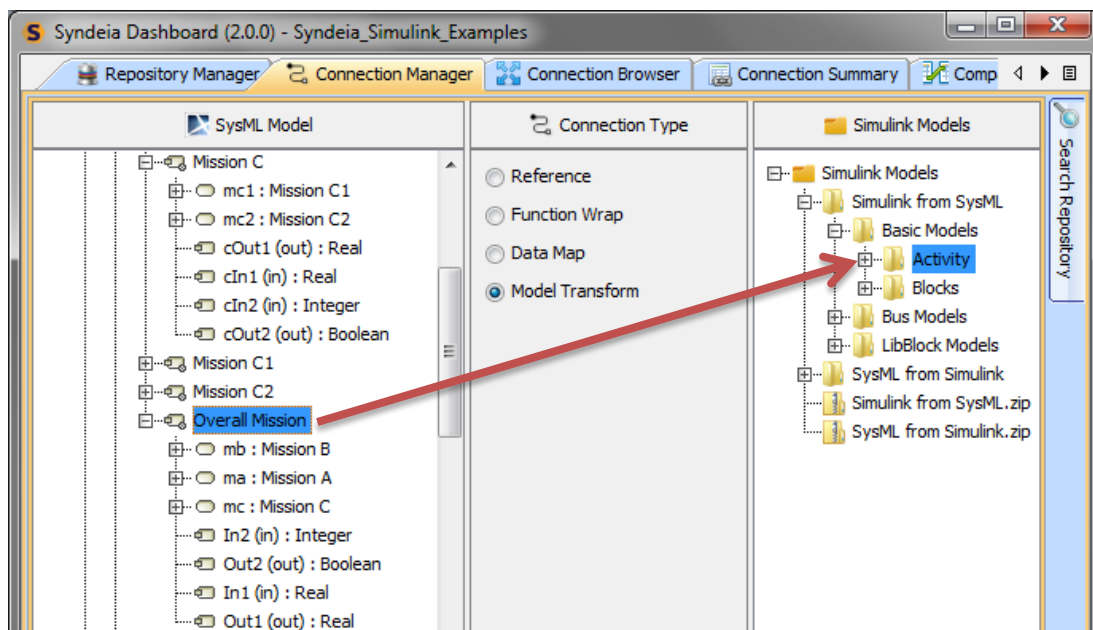 Syndeia Dashboard (2.0.0) - Syndeia_Simulink_Examples
Repository Manager Connection Manager Connection Browser Connection Summary Comp
SysML Model
Mission C
mc1 : Mission C1
mc2 : Mission C2
cOut1 (out) : Real
cIn1 (in) : Real
cIn2 (in) : Integer
cOut2 (out) : Boolean
Mission C1
Mission C2
Overall Mission
mb : Mission B
ma : Mission A
mc : Mission C
In2 (in) : Integer
Out2 (out) : Boolean
In1 (in) : Real
Out1 (out) : Real
Connection Type
Reference
Function Wrap
Data Map
Model Transform
Simulink Models
Simulink Models
Simulink from SysML
Basic Models
Activity
Blocks
Bus Models
LibBlock Models
SysML from Simulink
Simulink from SysML.zip
SysML from Simulink.zip
Search Repository